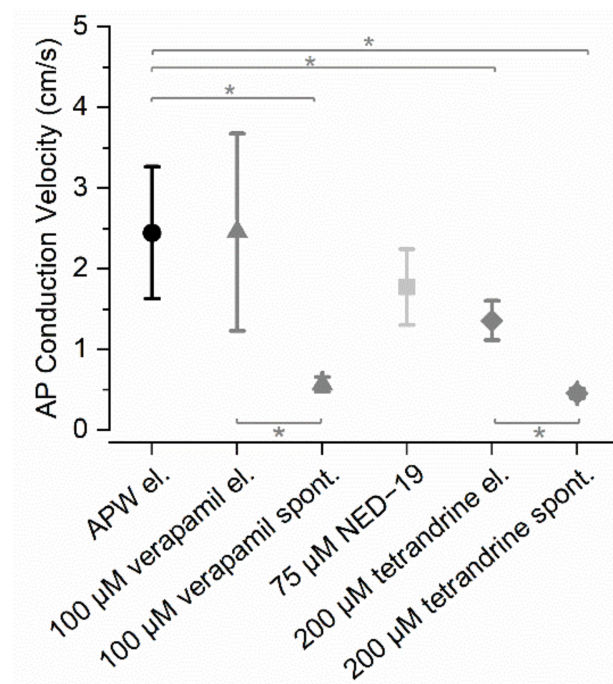 5
4
3
2
1
0
AP Conduction Velocity (cm/s)
*
*
*
*
*
APW el.
100 µM verapamil el.
100 µM verapamil spont.
75 µM NED−19
200 µM tetrandrine el.
200 µM tetrandrine spont.